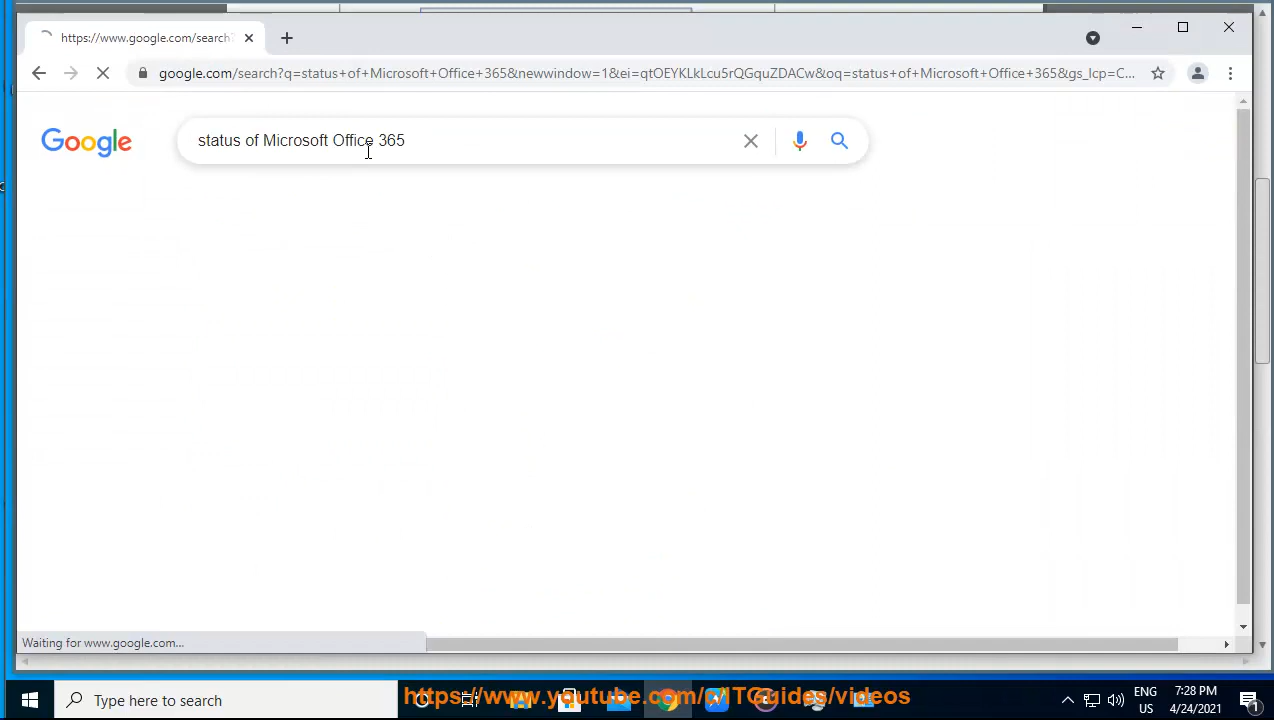 https://www.google.com/search?
google.com/search?q=status+of+Microsoft+Office+365&newwindow=1&ei=qtOEYKLkLcu5rQGquZDACw&oq=status+of+Microsoft+Office+365&gs_lcp=C...
Google
status of Microsoft Office 365
Waiting for www.google.com...
Type here to search
https://www.youtube.com/c/ITGuides/videos
ENG
US
7:28 PM
4/24/2021
1